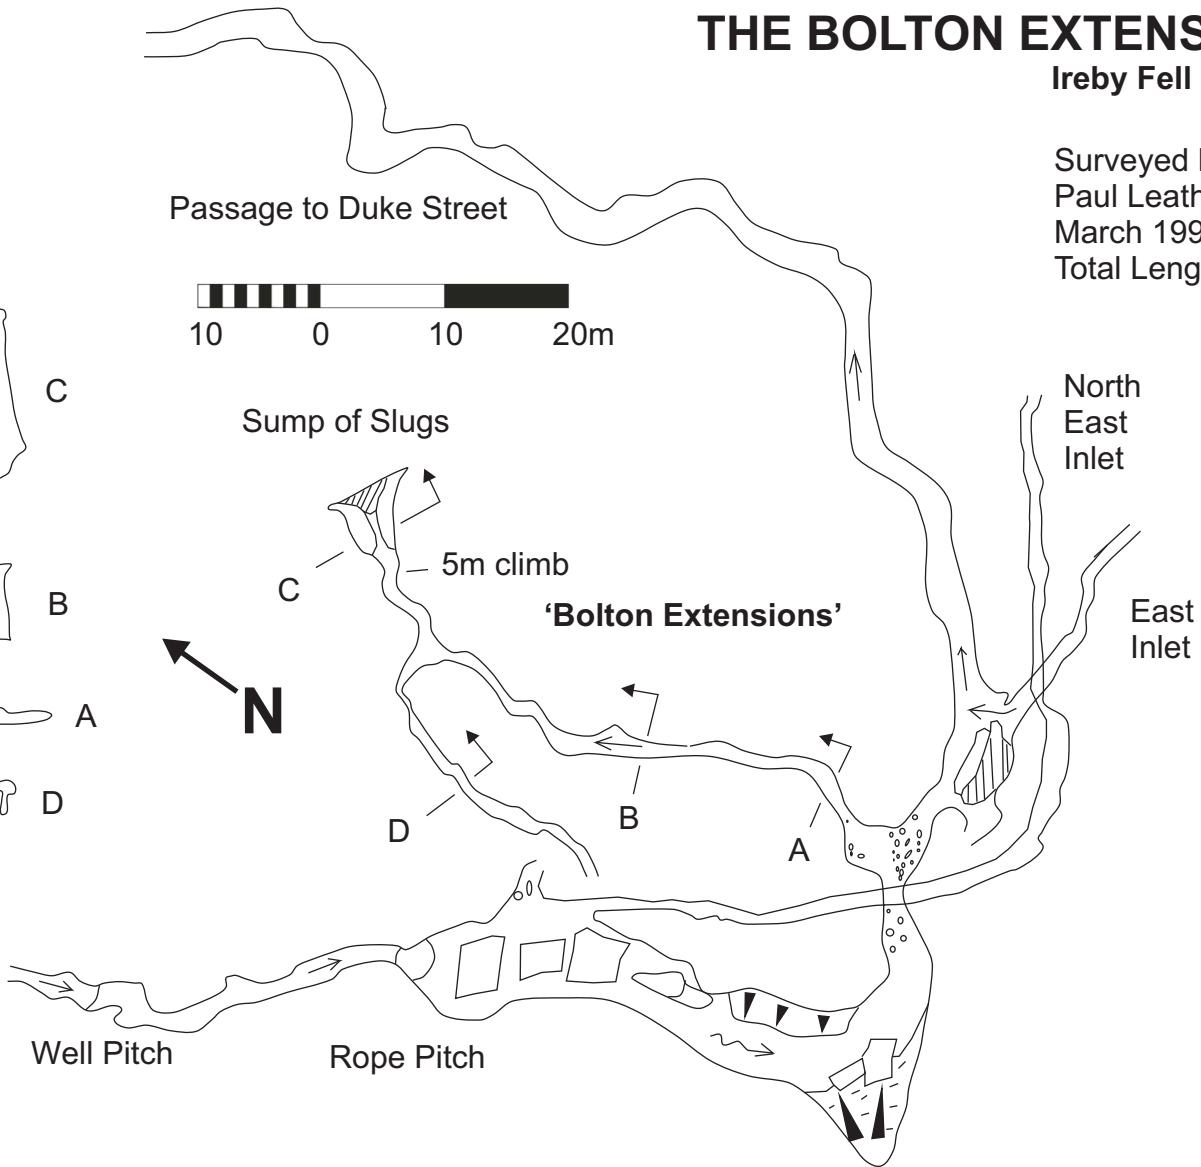 THE BOLTON EXTENS
Ireby Fell
Surveyed
Paul Leath
March 199
Total Leng
Passage to Duke Street
10 0 10 20m
C
Sump of Slugs
North
East
Inlet
C
5m climb
B
'Bolton Extensions'
East
Inlet
N
A
D
B
D
A
Well Pitch
Rope Pitch